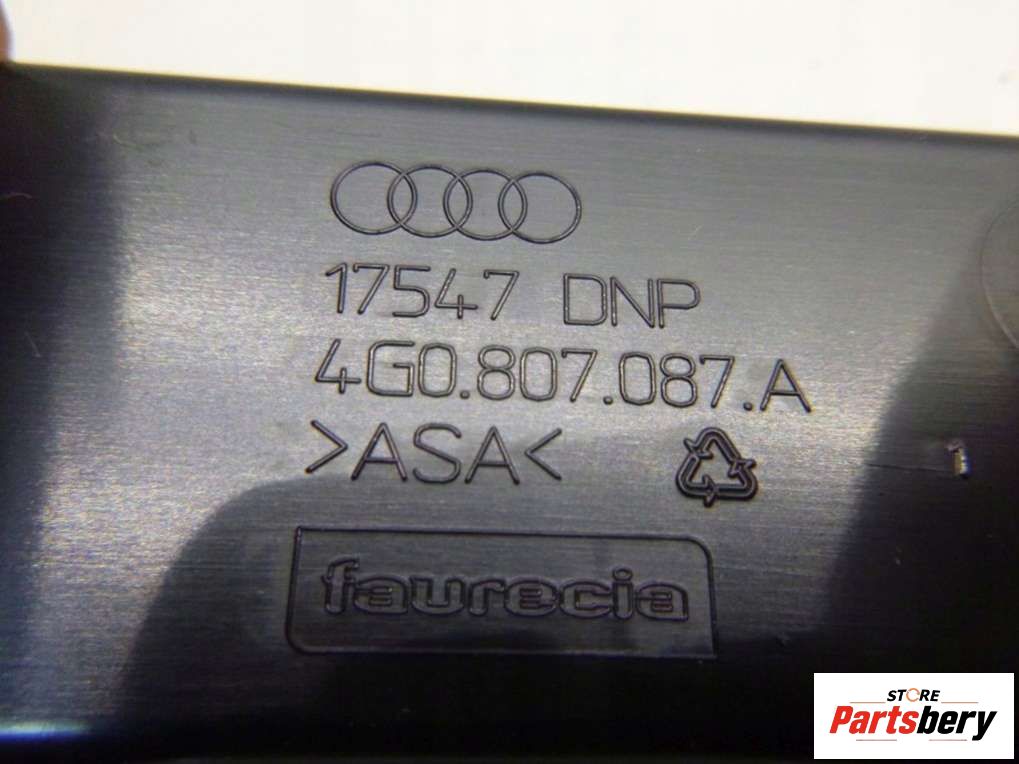 17547 DNP
4G0.807.087.A
>ASA<
faurecia
STORE
Partsbery